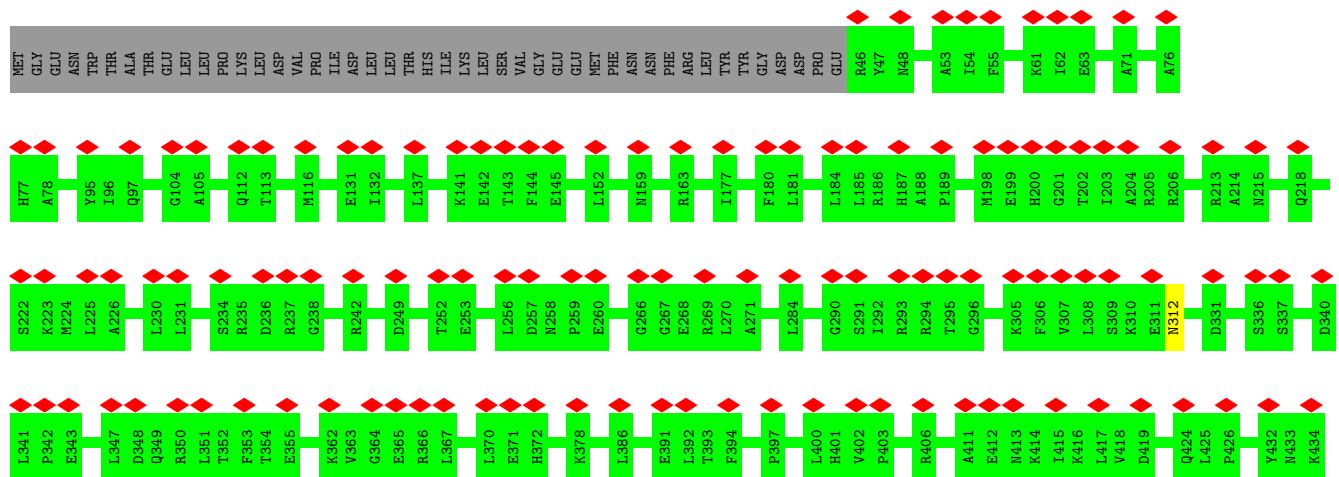 MET GLY GLU ASN TRP THR ALA THR GLU LEU LEU PRO LYS LEU ASP VAL PRO ILE ASP LEU LEU THR HIS ILE LYS LEU SER VAL GLY GLU GLU MET PHE ASN ASN PHE ARG LEU TYR TYR GLY ASP ASP PRO GLU R46 Y47 N48 A53 I54 F55 K61 I62 E63 A71 A76
H77 A78 Y95 I96 Q97 G104 A105 Q112 T113 M116 E131 I132 L137 K141 E142 T143 F144 E145 L152 N159 R163 I177 F180 L181 L184 L185 R186 H187 A188 P189 M198 E199 H200 G201 T202 I203 A204 R205 R206 R213 A214 N215 Q218
S222 K223 M224 L225 A226 L230 L231 S234 R235 D236 R237 G238 R242 D249 T252 E253 L256 D257 N258 P259 E260 G266 G267 E268 R269 L270 A271 L284 G290 S291 I292 R293 R294 T295 G296 K305 F306 V307 L308 S309 K310 E311 N312 D331 S336 S337 D340
L341 P342 E343 L347 D348 Q349 R350 L351 T352 F353 T354 E355 K362 V363 G364 E365 R366 L367 L370 E371 H372 K378 L386 E391 L392 T393 F394 P397 L400 H401 V402 P403 R406 A411 E412 N413 K414 I415 K416 L417 V418 D419 Q424 L425 P426 Y432 N433 K434